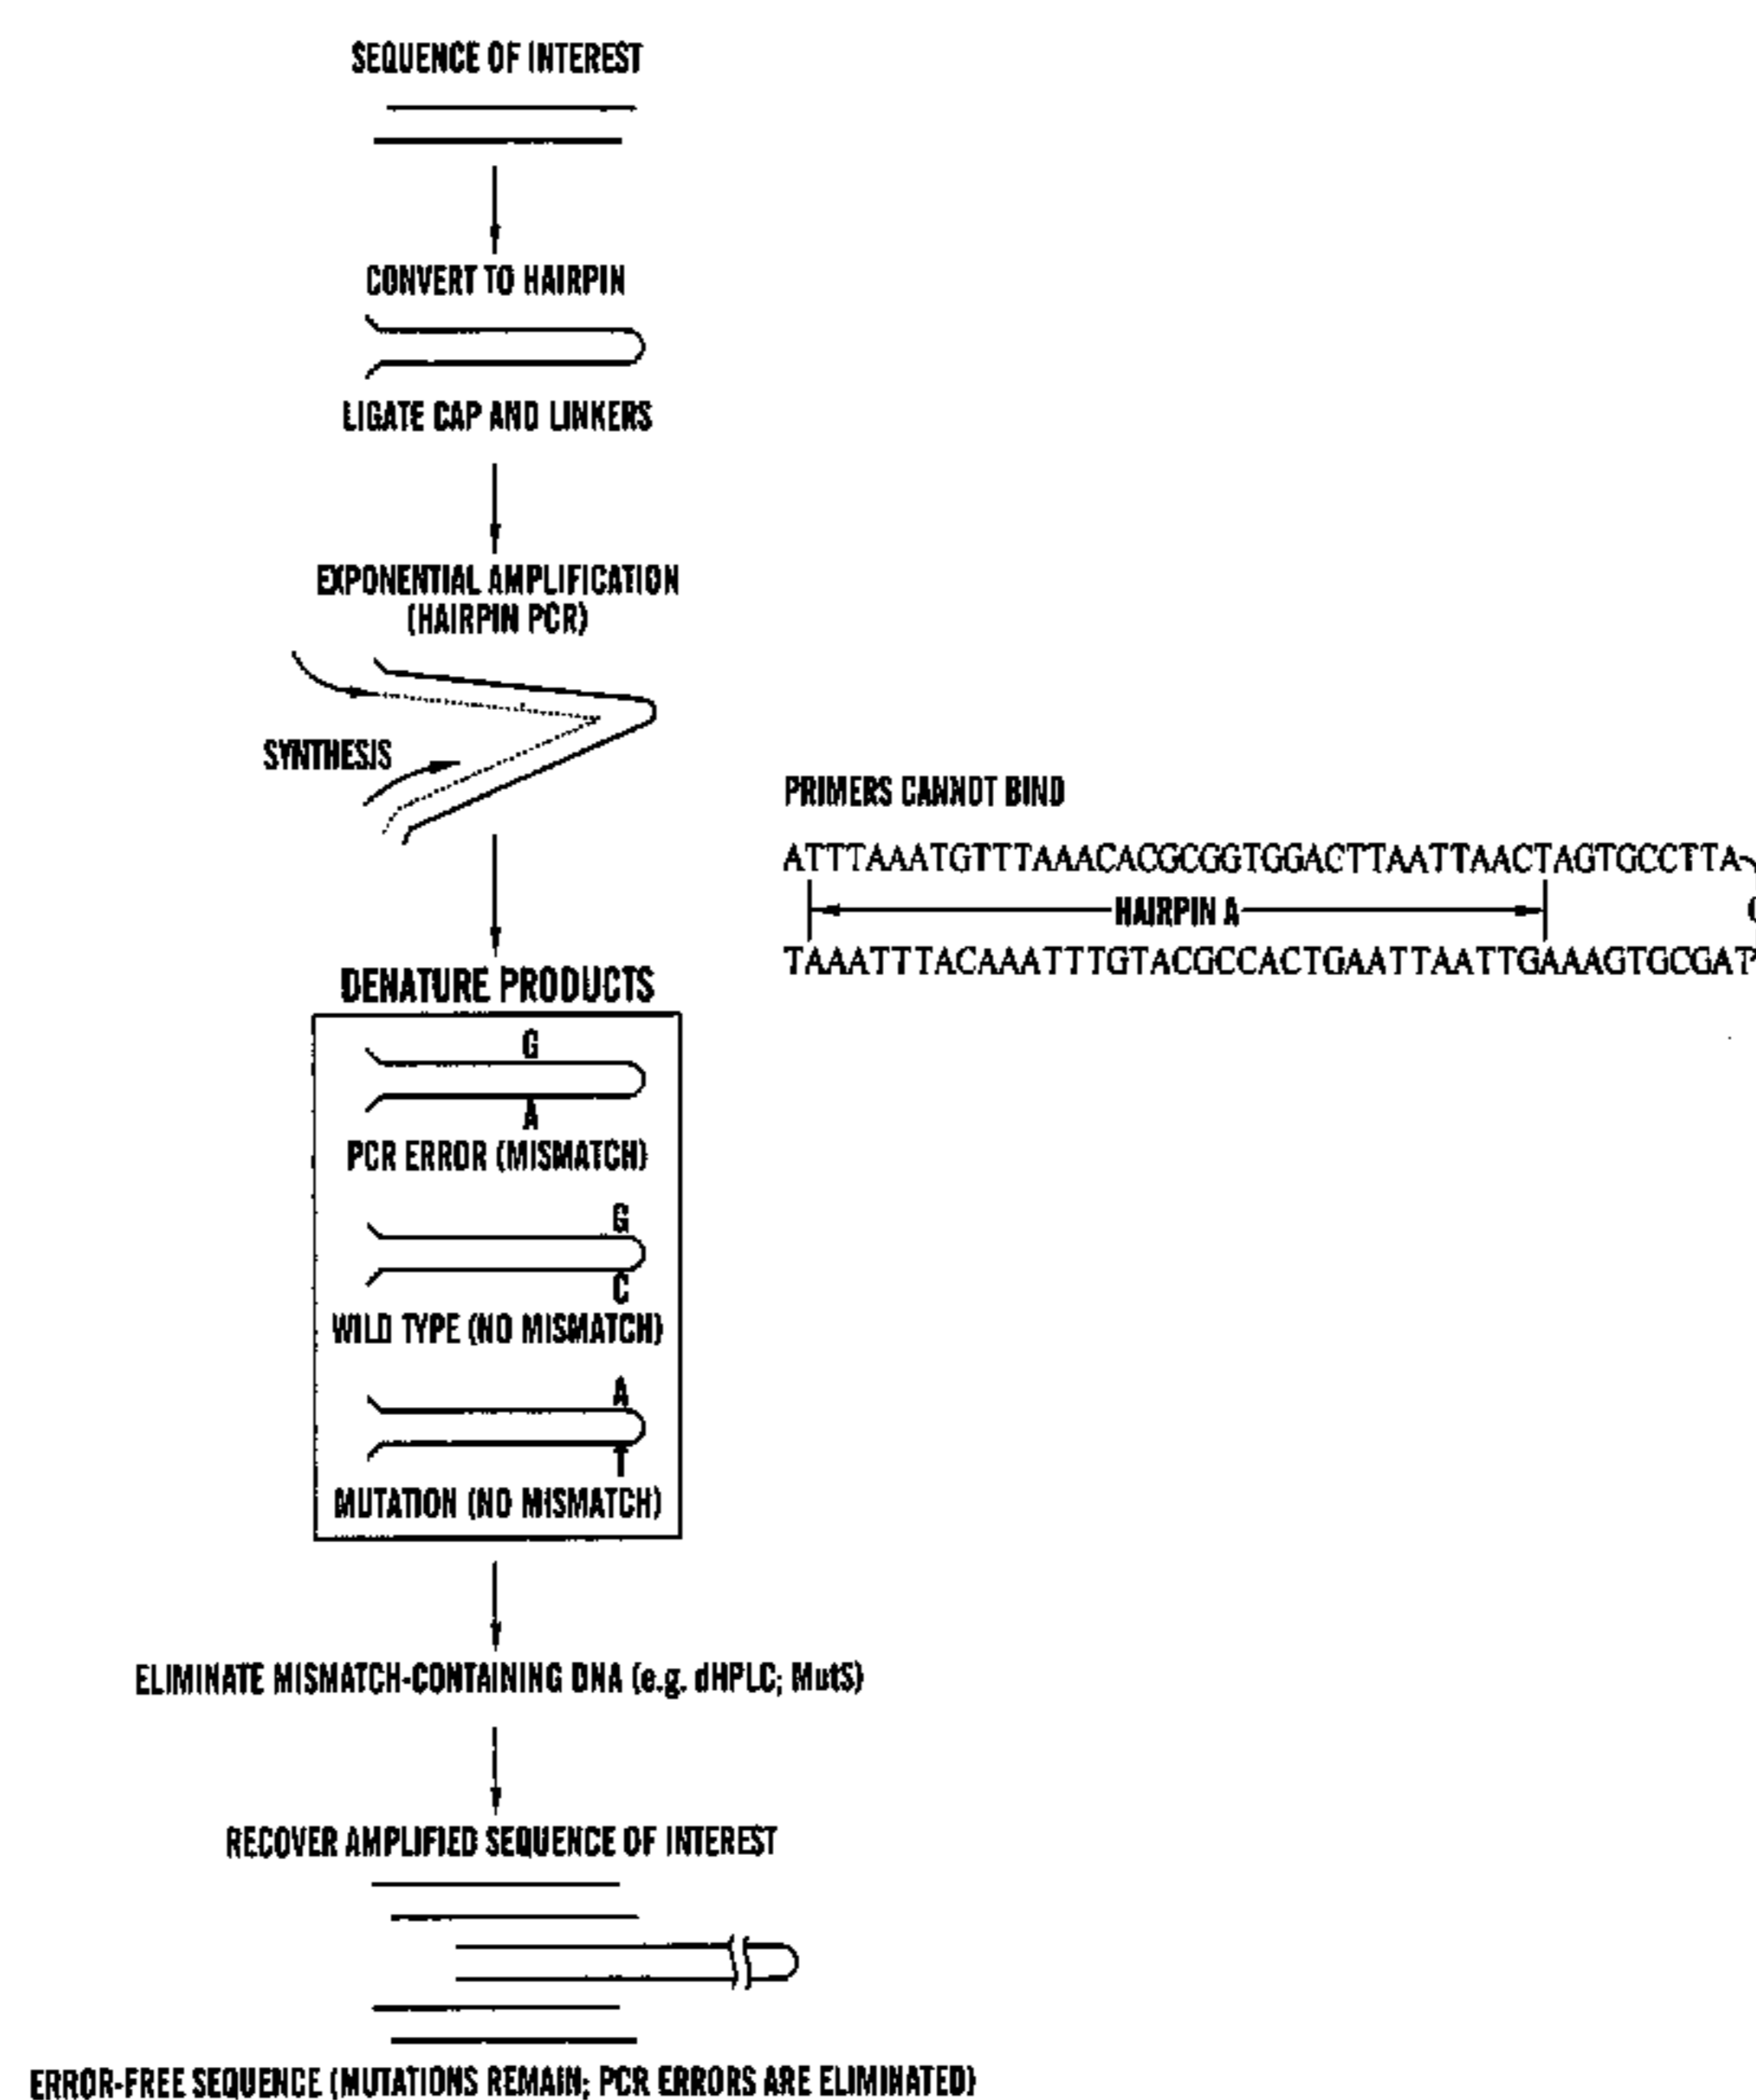 SEQUENCE OF INTEREST
CONVERT TO HAIRPIN
LIGATE CAP AND LINKERS
EXPONENTIAL AMPLIFICATION
(HAIRPIN PCR)
SYNTHESIS
PRIMERS CANNOT BIND
ATTTAAATGTTTAAACACGCGGTGGACTTAATTAACTAGTGCCTTA
HAIRPIN A
TAAATTTACAAATTTGTACGCCACTGAATTAATTGAAAGTGCGAT
DENATURE PRODUCTS
G
A
PCR ERROR (MISMATCH)
G
C
WILD TYPE (NO MISMATCH)
A
MUTATION (NO MISMATCH)
ELIMINATE MISMATCH-CONTAINING DNA (e.g. dHPLC; MutS)
RECOVER AMPLIFIED SEQUENCE OF INTEREST
ERROR-FREE SEQUENCE (MUTATIONS REMAIN; PCR ERRORS ARE ELIMINATED)